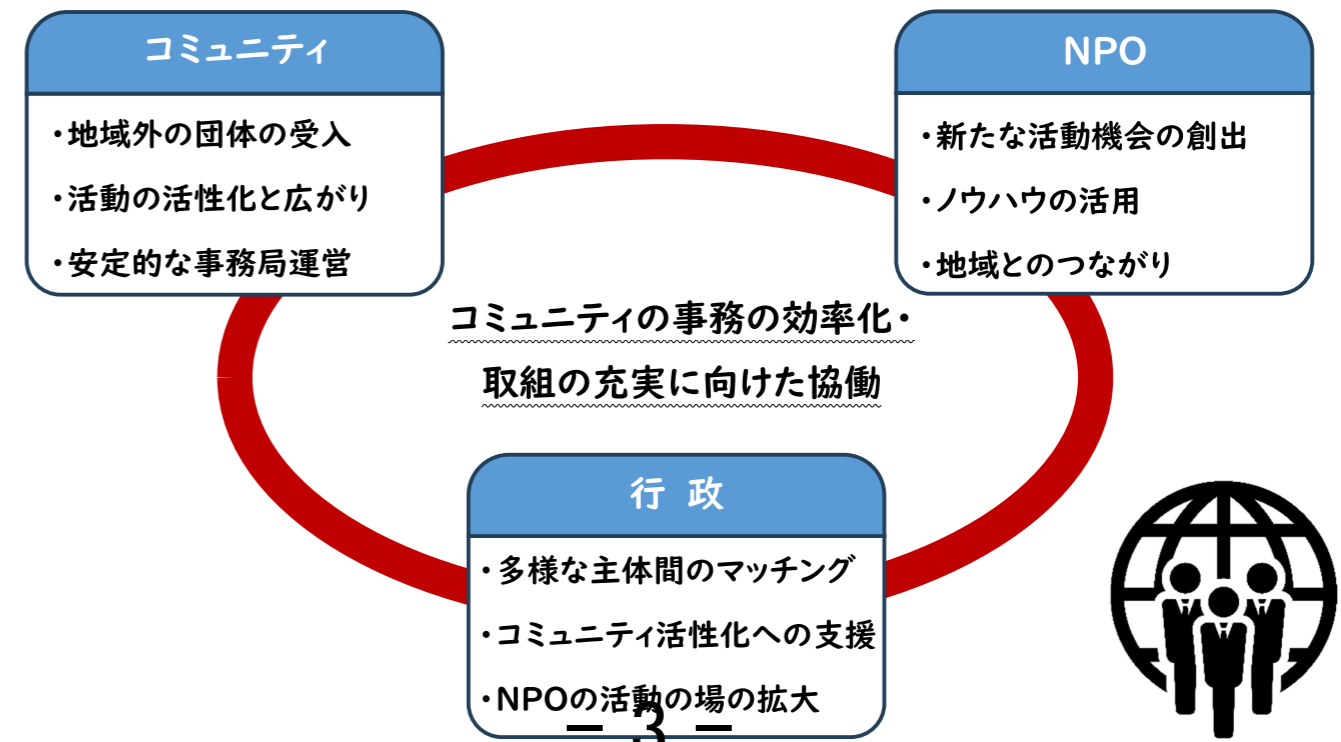 コミュニティ
・地域外の団体の受入
・活動の活性化と広がり
・安定的な事務局運営
NPO
・新たな活動機会の創出
・ノウハウの活用
・地域とのつながり
コミュニティの事務の効率化・
取組の充実に向けた協働
行 政
・多様な主体間のマッチング
・コミュニティ活性化への支援
・NPOの活動の場の拡大
- 3 -